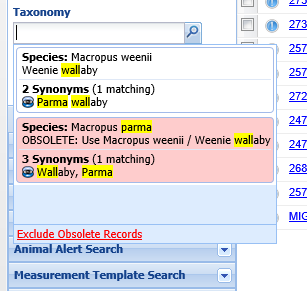 Taxonomy
Species: Macropus weenii
Weenie wallaby
2 Synonyms (1 matching)
Parma wallaby
Species: Macropus parma
OBSOLETE: Use Macropus weenii / Weenie wallaby
3 Synonyms (1 matching)
Wallaby, Parma
Exclude Obsolete Records
Animal Alert Search
Measurement Template Search
273
273
257
257
272
247
247
268
257
MIG